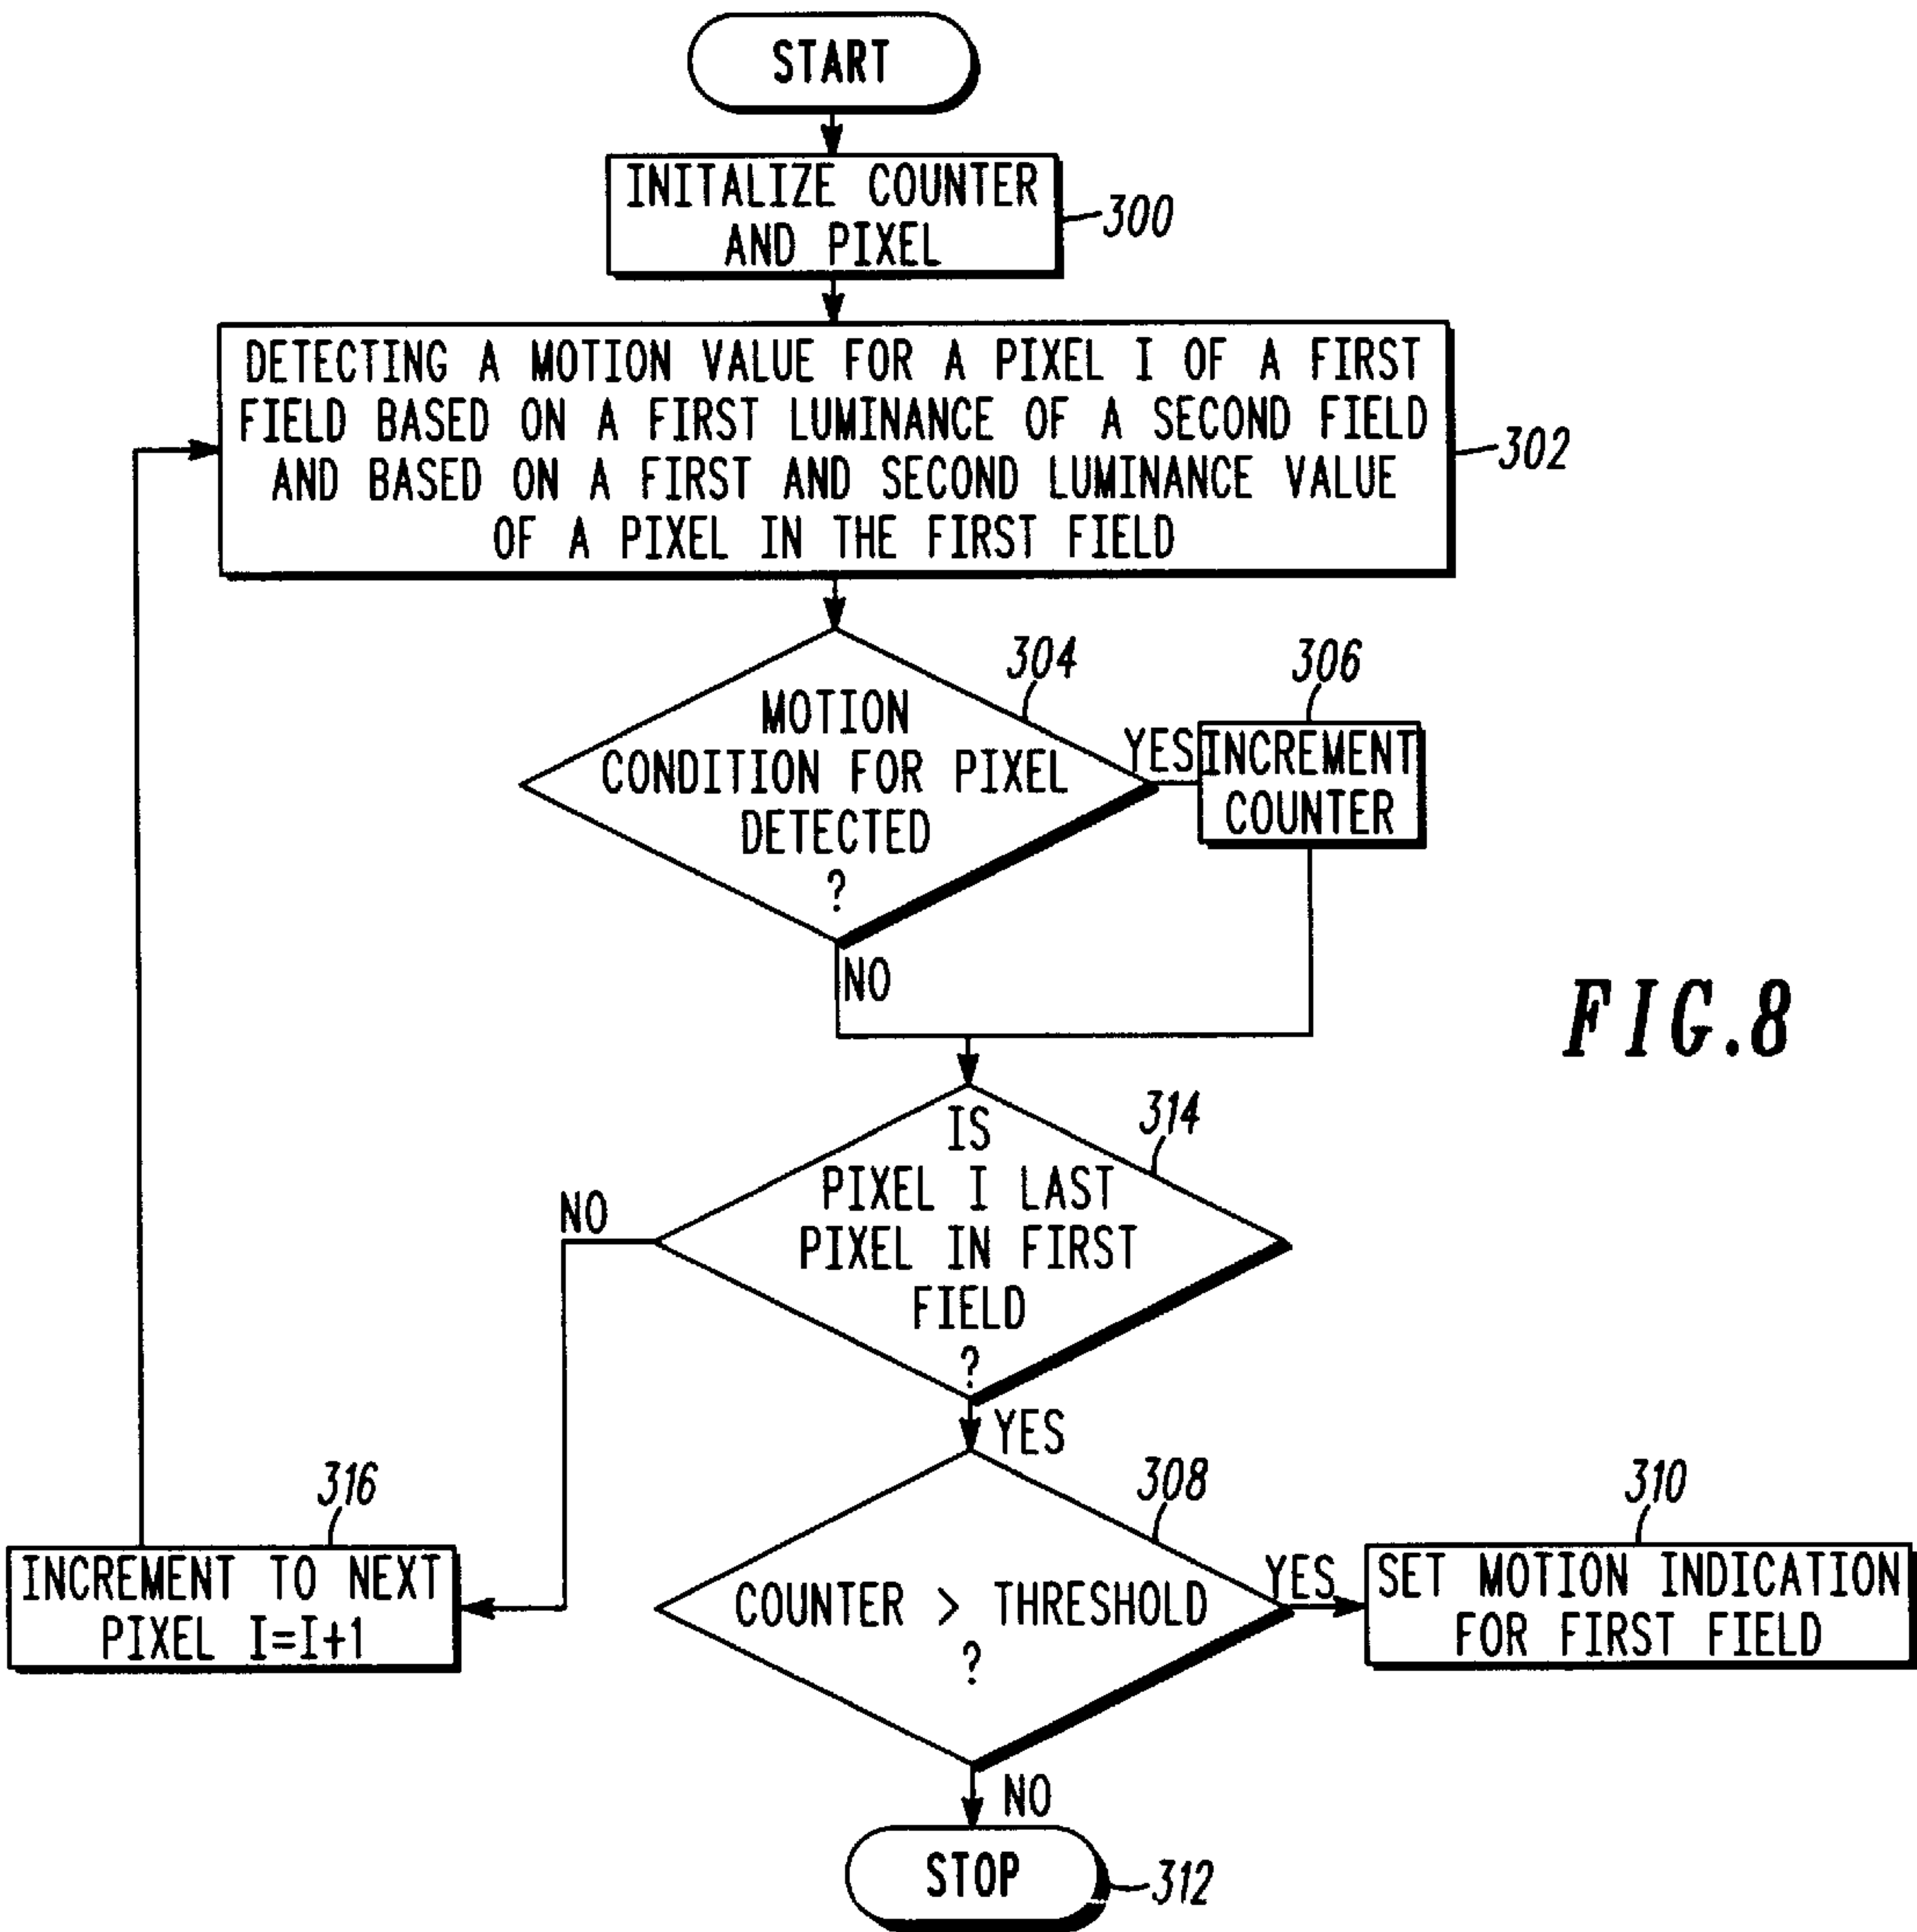 START
INITALIZE COUNTER
AND PIXEL
300
DETECTING A MOTION VALUE FOR A PIXEL I OF A FIRST
FIELD BASED ON A FIRST LUMINANCE OF A SECOND FIELD
AND BASED ON A FIRST AND SECOND LUMINANCE VALUE
OF A PIXEL IN THE FIRST FIELD
302
304
MOTION
CONDITION FOR PIXEL
DETECTED
?
YES
306
INCREMENT
COUNTER
NO
FIG.8
314
IS
PIXEL I LAST
PIXEL IN FIRST
FIELD
?
NO
YES
316
INCREMENT TO NEXT
PIXEL I=I+1
308
COUNTER > THRESHOLD
?
YES
310
SET MOTION INDICATION
FOR FIRST FIELD
NO
STOP
312